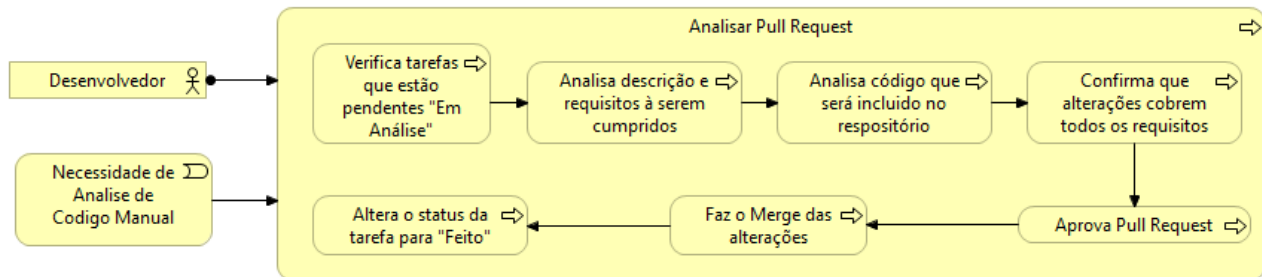 Analisar Pull Request
Desenvolvedor
Verifica tarefas
que estão
pendentes "Em
Análise"
Analisa descrição e
requisitos à serem
cumpridos
Analisa código que
será incluido no
respositório
Confirma que
alterações cobrem
todos os requisitos
Necessidade de
Analise de
Codigo Manual
Altera o status da
tarefa para "Feito"
Faz o Merge das
alterações
Aprova Pull Request